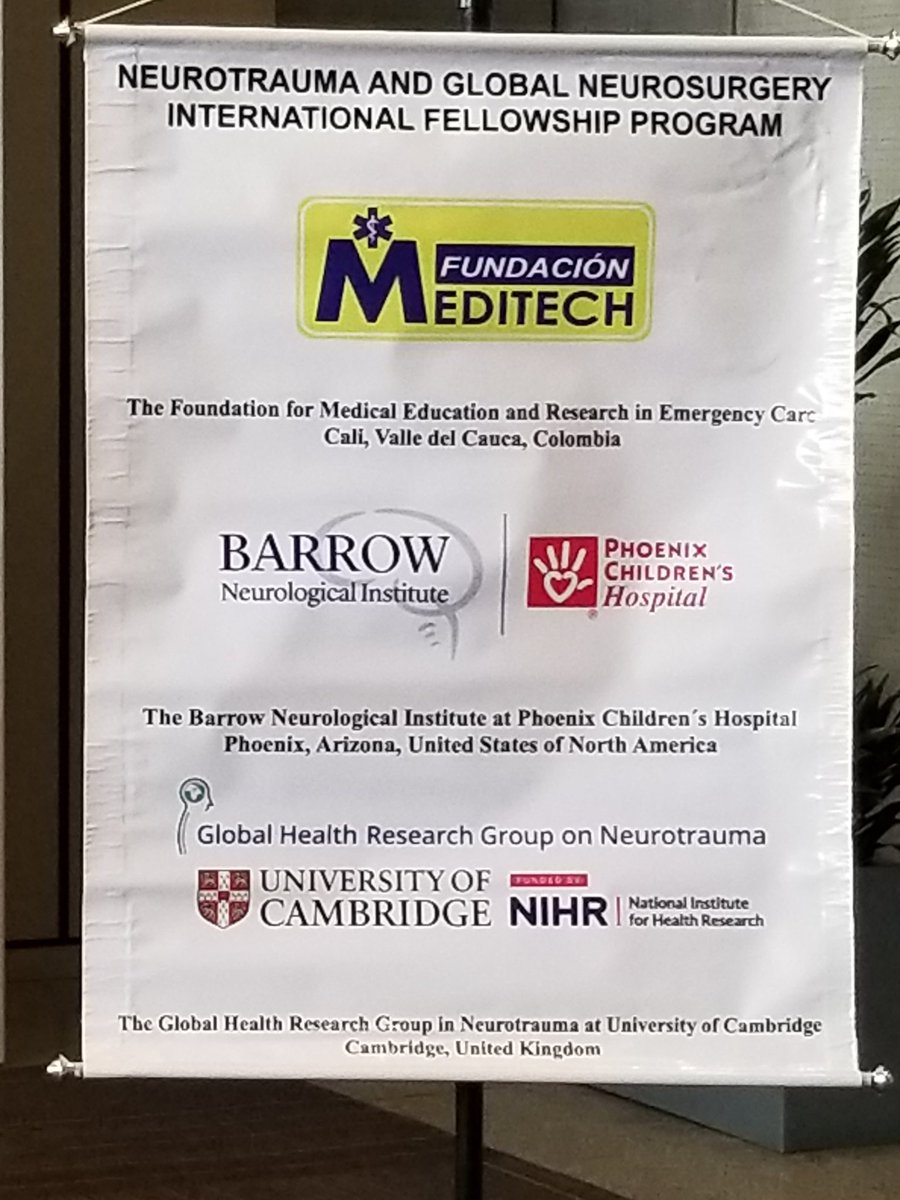 NEUROTRAUMA AND GLOBAL NEUROSURGERY
INTERNATIONAL FELLOWSHIP PROGRAM
FUNDACIÓN
MEDITECH
The Foundation for Medical Education and Research in Emergency Care
Cali, Valle del Cauca, Colombia
BARROW
Neurological Institute
PHOENIX
CHILDREN'S
Hospital
®
The Barrow Neurological Institute at Phoenix Children´s Hospital
Phoenix, Arizona, United States of North America
Global Health Research Group on Neurotrauma
UNIVERSITY OF
CAMBRIDGE
FUNDED BY
NIHR
National Institute
for Health Research
The Global Health Research Group in Neurotrauma at University of Cambridge
Cambridge, United Kingdom